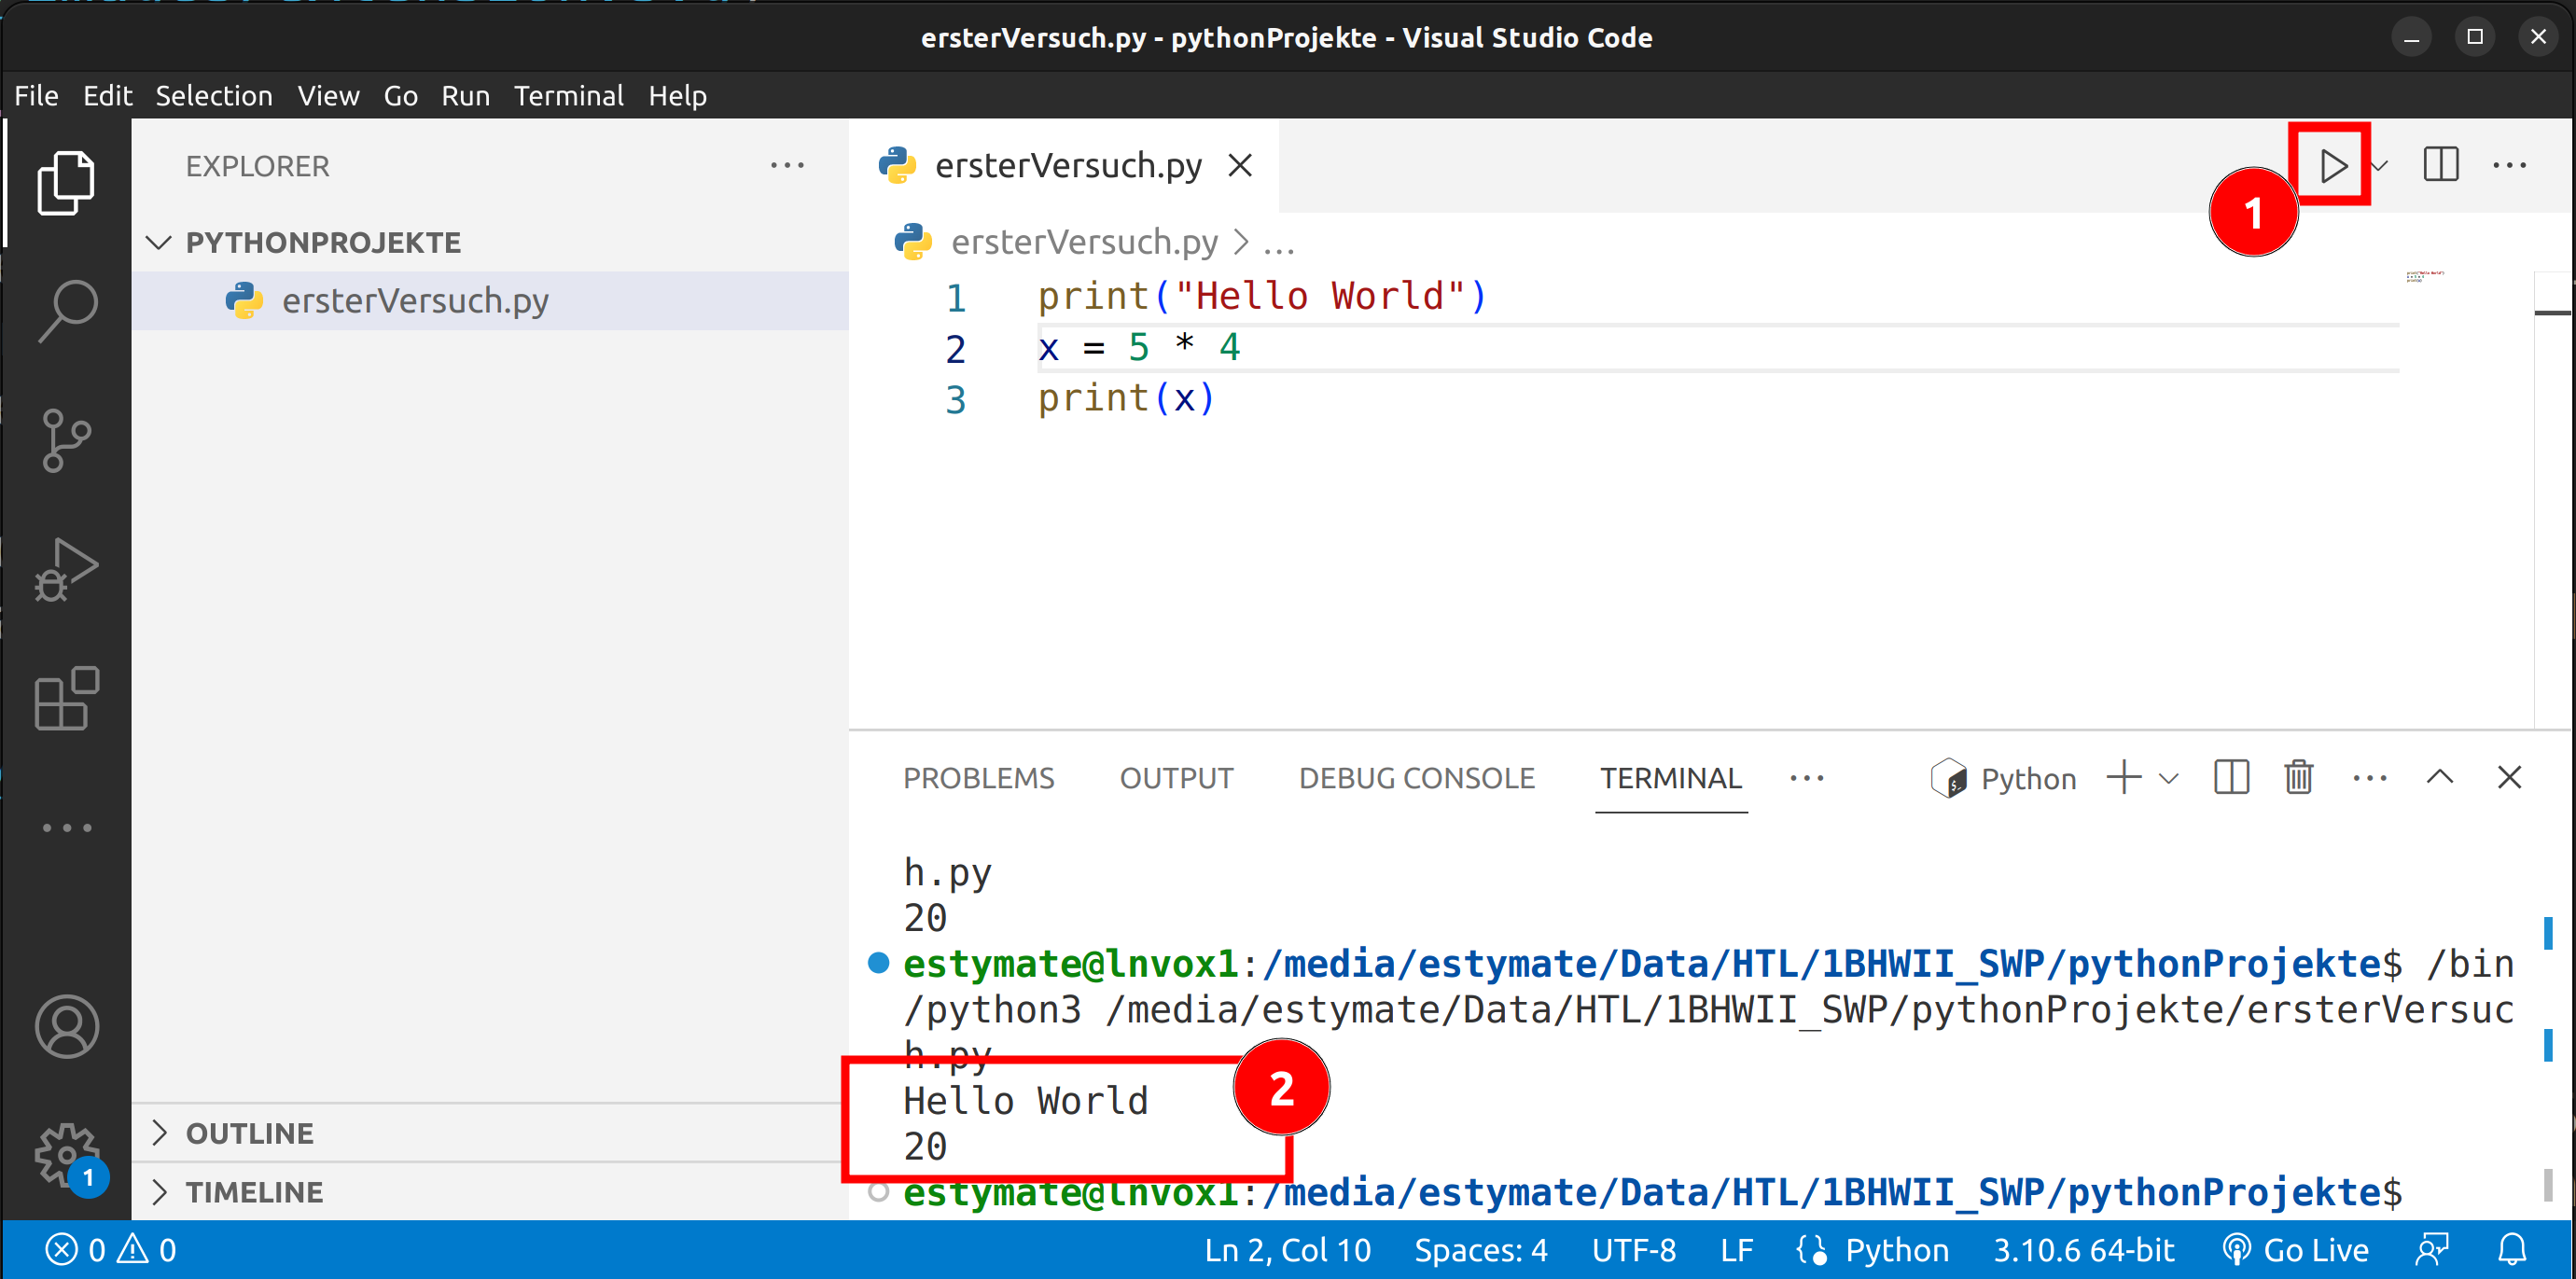 ersterVersuch.py - pythonProjekte - Visual Studio Code
File Edit Selection View Go Run Terminal Help
EXPLORER
PYTHONPROJEKTE
ersterVersuch.py
OUTLINE
TIMELINE
1
ersterVersuch.py
1
ersterVersuch.py > ...
1 print("Hello World")
2 x = 5 * 4
3 print(x)
PROBLEMS OUTPUT DEBUG CONSOLE TERMINAL Python
h.py
20
estymate@lnvox1:/media/estymate/Data/HTL/1BHWII_SWP/pythonProjekte$ /bin
/python3 /media/estymate/Data/HTL/1BHWII_SWP/pythonProjekte/ersterVersuc
h.py
Hello World
20
2
estymate@lnvox1:/media/estymate/Data/HTL/1BHWII_SWP/pythonProjekte$
0 0 Ln 2, Col 10 Spaces: 4 UTF-8 LF Python 3.10.6 64-bit Go Live